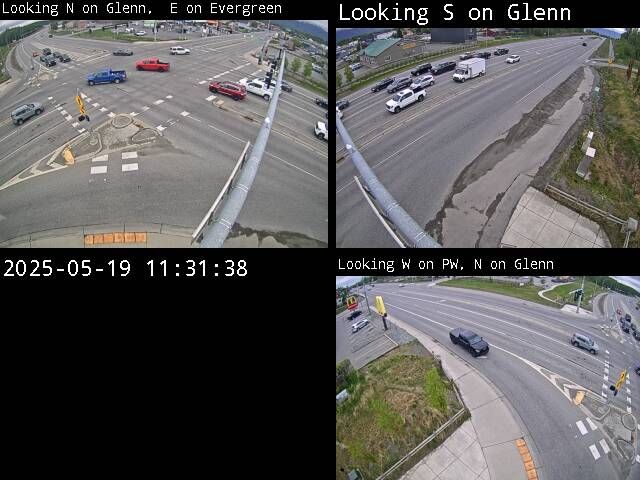 Looking N on Glenn,  E on Evergreen
Looking S on Glenn
2025-05-19 11:31:38
Looking W on PW, N on Glenn